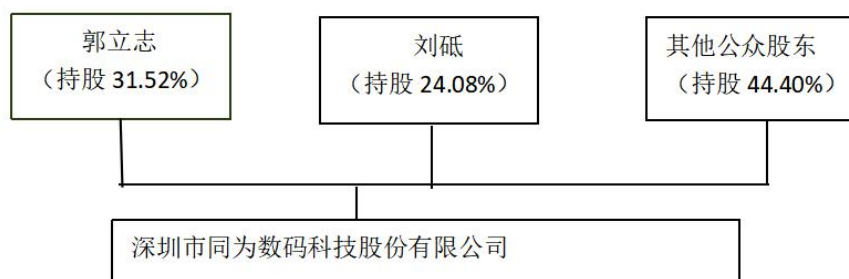 郭立志
（持股 31.52%）
刘砥
（持股 24.08%）
其他公众股东
（持股 44.40%）
深圳市同为数码科技股份有限公司